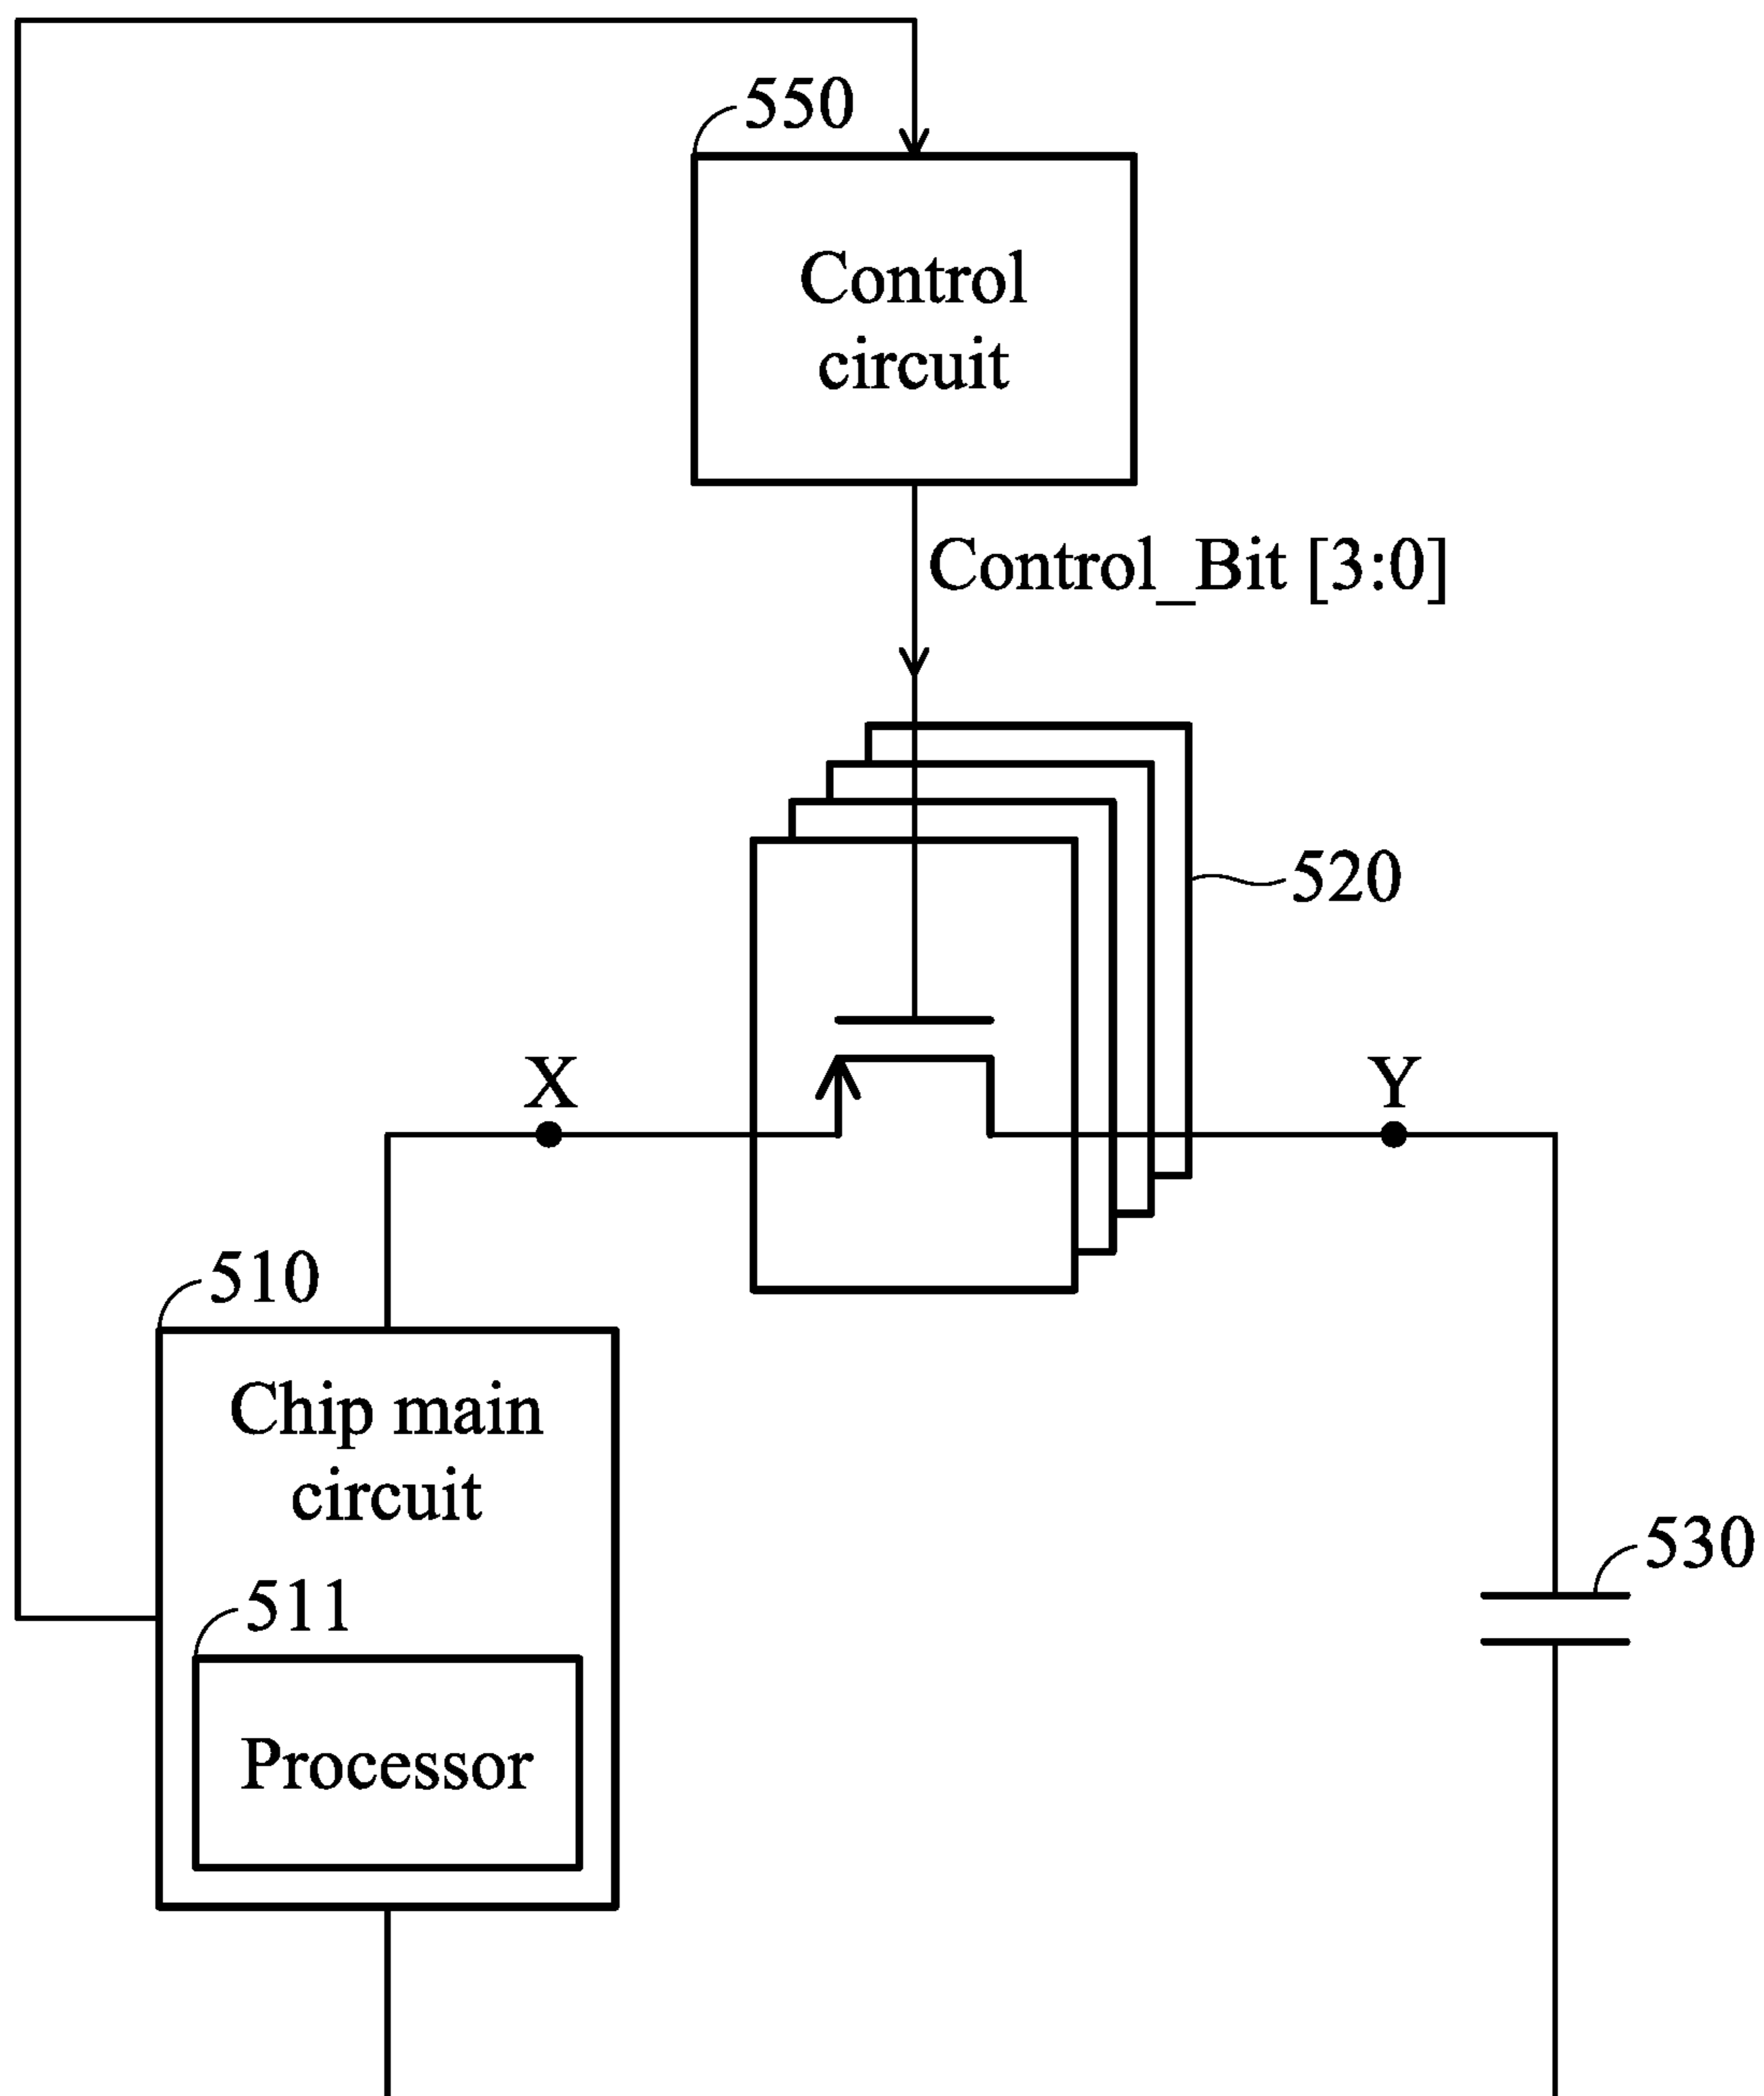 550
Control
circuit
Control_Bit [3:0]
520
X
Y
510
Chip main
circuit
530
511
Processor